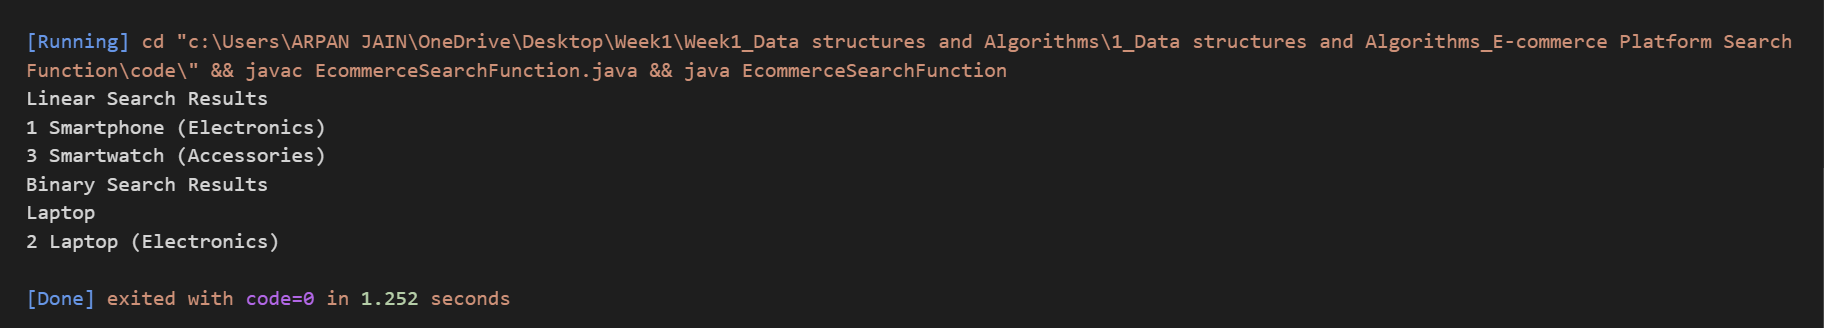 [Running] cd "c:\Users\ARPAN JAIN\OneDrive\Desktop\Week1\Week1_Data structures and Algorithms\1_Data structures and Algorithms_E-commerce Platform Search
Function\code\" && javac EcommerceSearchFunction.java && java EcommerceSearchFunction
Linear Search Results
1 Smartphone (Electronics)
3 Smartwatch (Accessories)
Binary Search Results
Laptop
2 Laptop (Electronics)
[Done] exited with code=0 in 1.252 seconds